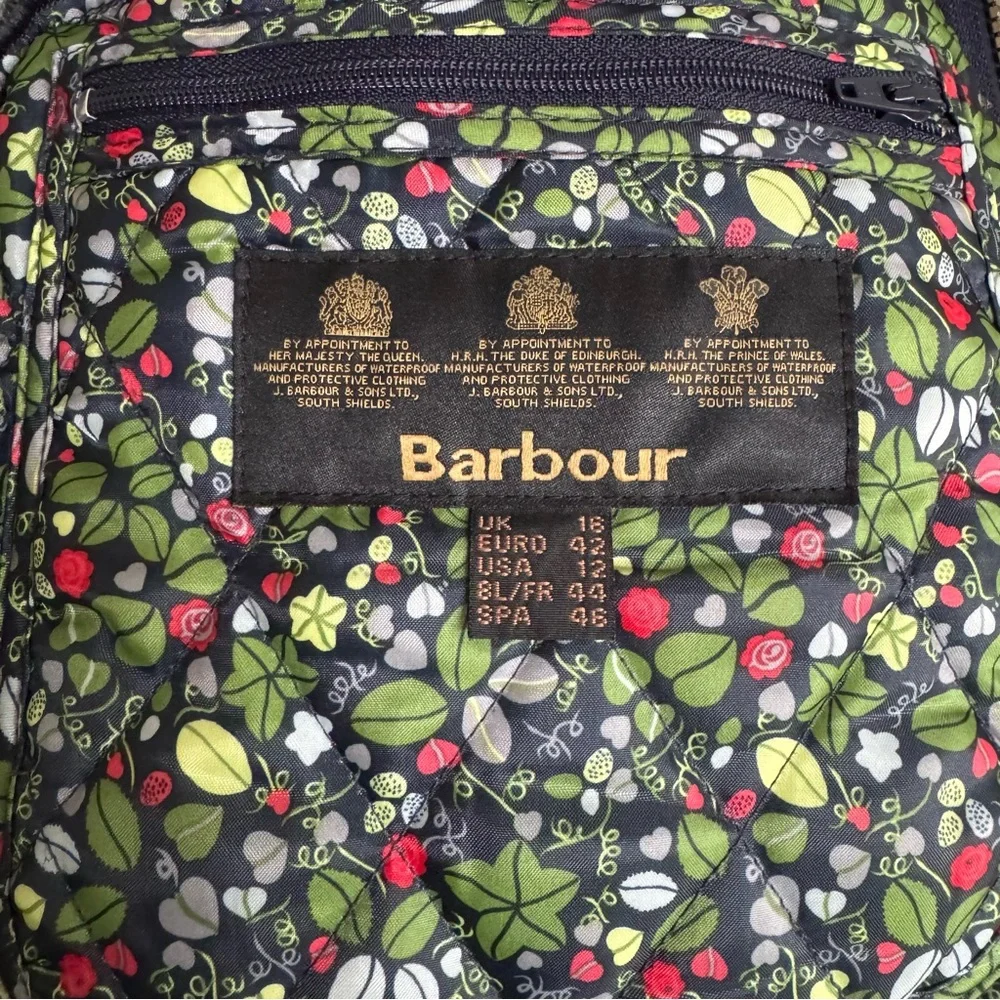 BY APPOINTMENT TO
HER MAJESTY THE QUEEN.
MANUFACTURERS OF WATERPROOF
AND PROTECTIVE CLOTHING
J. BARBOUR & SONS LTD.,
SOUTH SHIELDS.
BY APPOINTMENT TO
H.R.H. THE DUKE OF EDINBURGH.
MANUFACTURERS OF WATERPROOF
AND PROTECTIVE CLOTHING
J. BARBOUR & SONS LTD.,
SOUTH SHIELDS.
BY APPOINTMENT TO
H.R.H. THE PRINCE OF WALES.
MANUFACTURERS OF WATERPROOF
AND PROTECTIVE CLOTHING
J. BARBOUR & SONS LTD.,
SOUTH SHIELDS.
Barbour
UK 16
EURO 42
USA 12
BL/FR 44
SPA 46